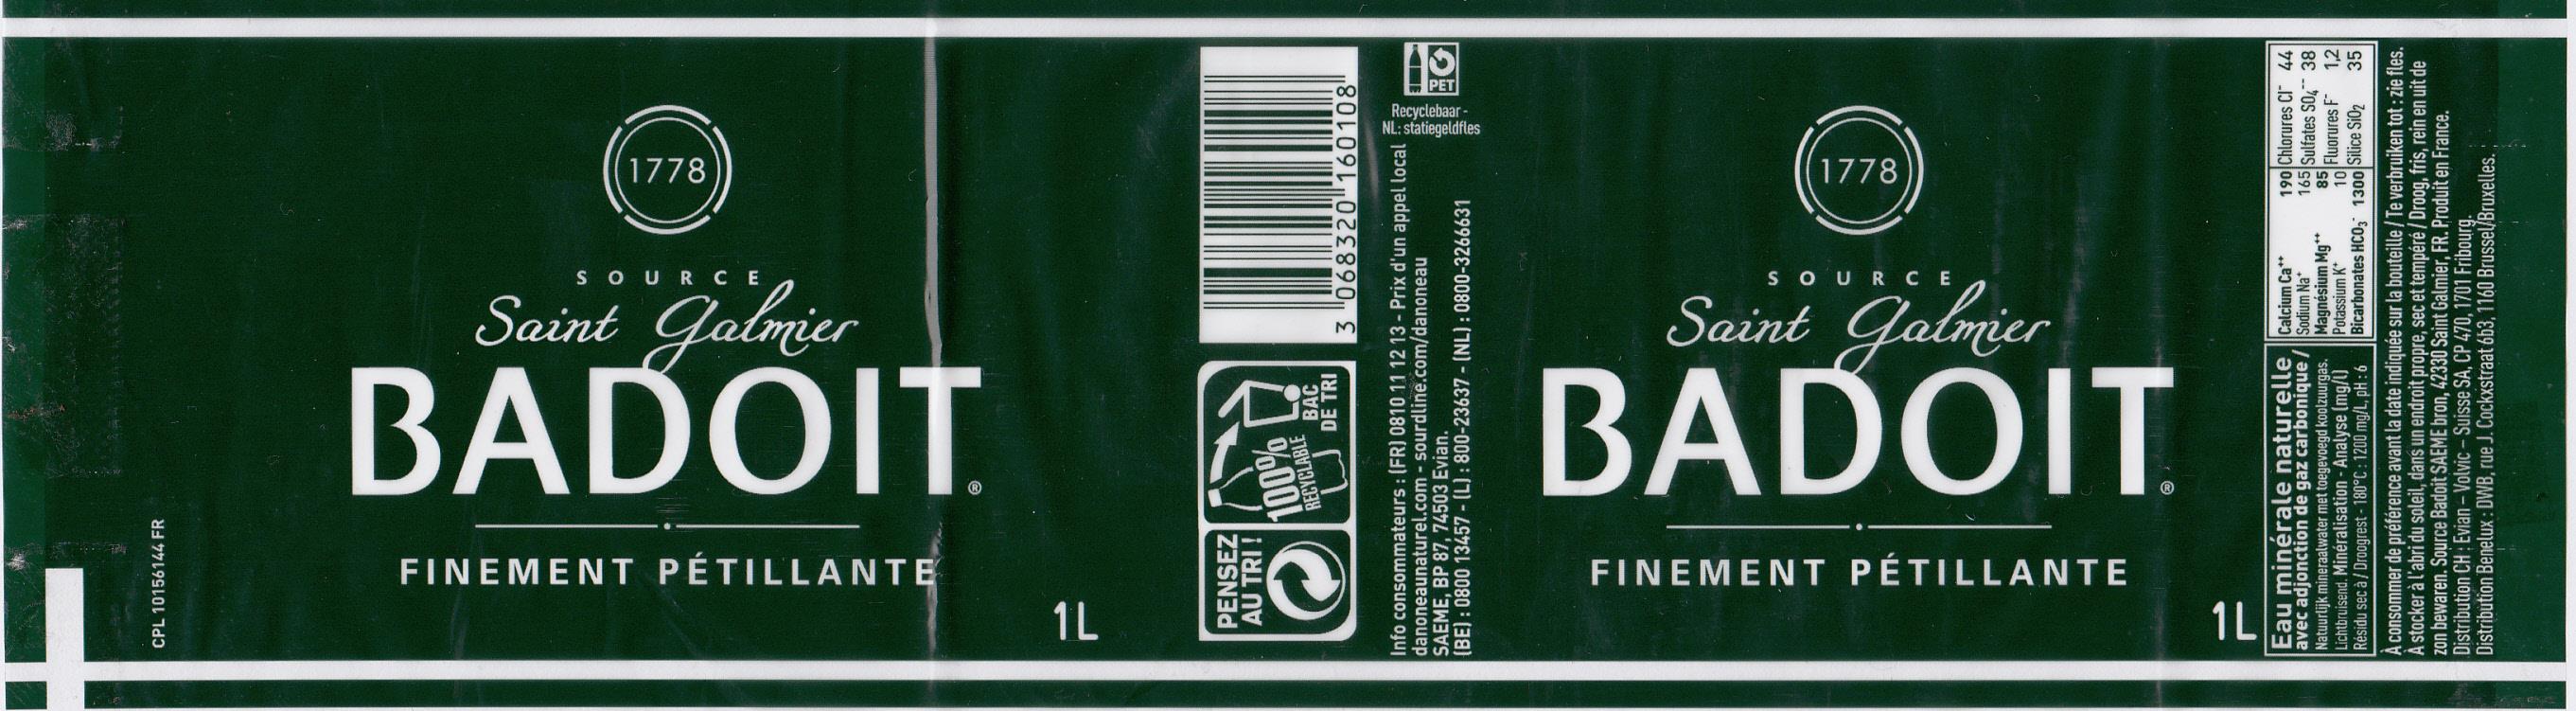 1778
SOURCE
Saint Galmier
BADOIT®
FINEMENT PÉTILLANTE
CPL 10156144 FR
1L
3 068320 160108
PENSEZ
AU TRI !
100%
RECYCLABLE
BAC
DE TRI
PET
Recyclebaar -
NL: statiegeldfles
Info consommateurs : (FR) 0810 11 12 13 - Prix d'un appel local
danoneaunaturel.com - sourdline.com/danoneau
SAEME, BP 87, 74503 Evian.
(BE) : 0800 13457 - (L) : 800-23637 - (NL) : 0800-3266631
1778
SOURCE
Saint Galmier
BADOIT®
FINEMENT PÉTILLANTE
1L
Eau minérale naturelle
avec adjonction de gaz carbonique /
Natuurlijk mineraalwater met toegevoegd koolzuurgas.
Lichtbruisend. Minéralisation - Analyse (mg/l)
Résidu sec à / Droogrest - 180°C : 1200 mg/L, pH : 6
Calcium Ca++ 190 Chlorures Cl- 44
Sodium Na+ 165 Sulfates SO4-- 38
Magnésium Mg++ 85 Fluorures F- 1,2
Potassium K+ 10 Silice SiO2 35
Bicarbonates HCO3- 1300
À consommer de préférence avant la date indiquée sur la bouteille / Te verbruiken tot : zie fles.
À stocker à l'abri du soleil, dans un endroit propre, sec et tempéré / Droog, fris, rein en uit de
zon bewaren. Source Badoit SAEME biron, 42330 Saint Galmier, FR. Produit en France.
Distribution CH : Evian – Volvic – Suisse SA, CP 470, 1701 Fribourg.
Distribution Benelux : DWB, rue J. Cockxstraat 6b3, 1160 Brussel/Bruxelles.